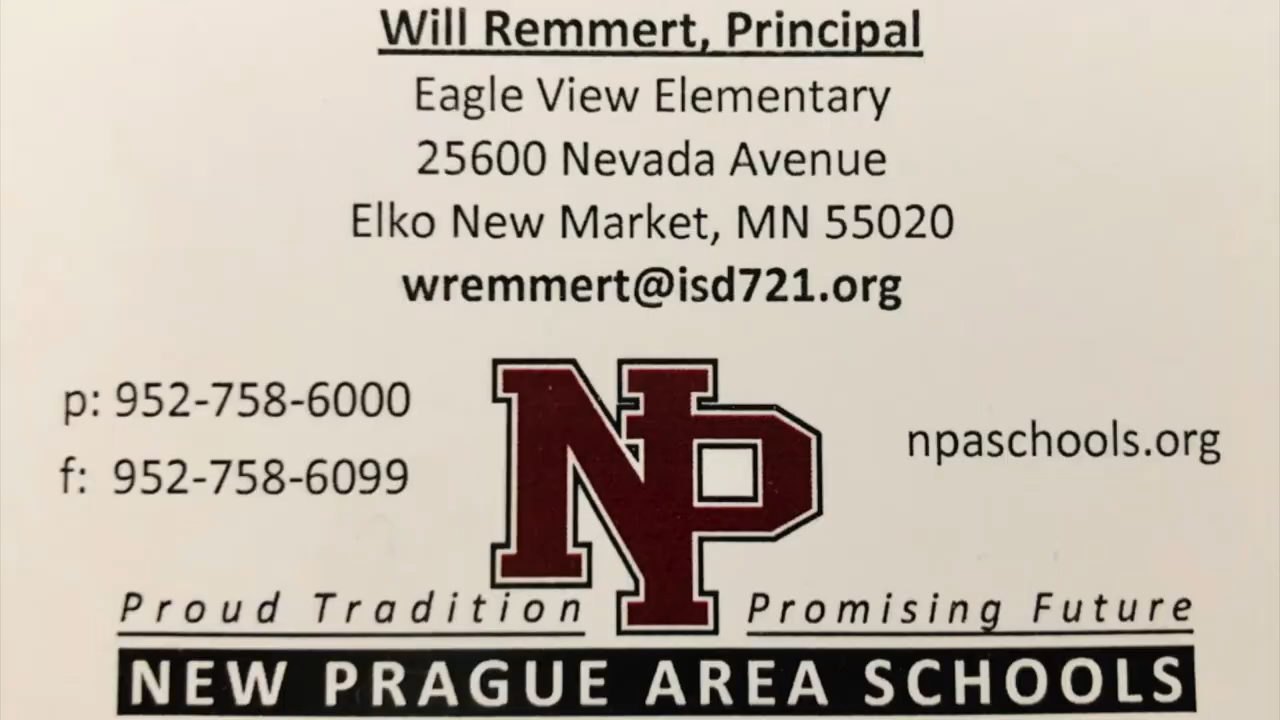 Will Remmert, Principal
Eagle View Elementary
25600 Nevada Avenue
Elko New Market, MN 55020
wremmert@isd721.org
p: 952-758-6000
f: 952-758-6099
NP
npaschools.org
Proud Tradition Promising Future
NEW PRAGUE AREA SCHOOLS